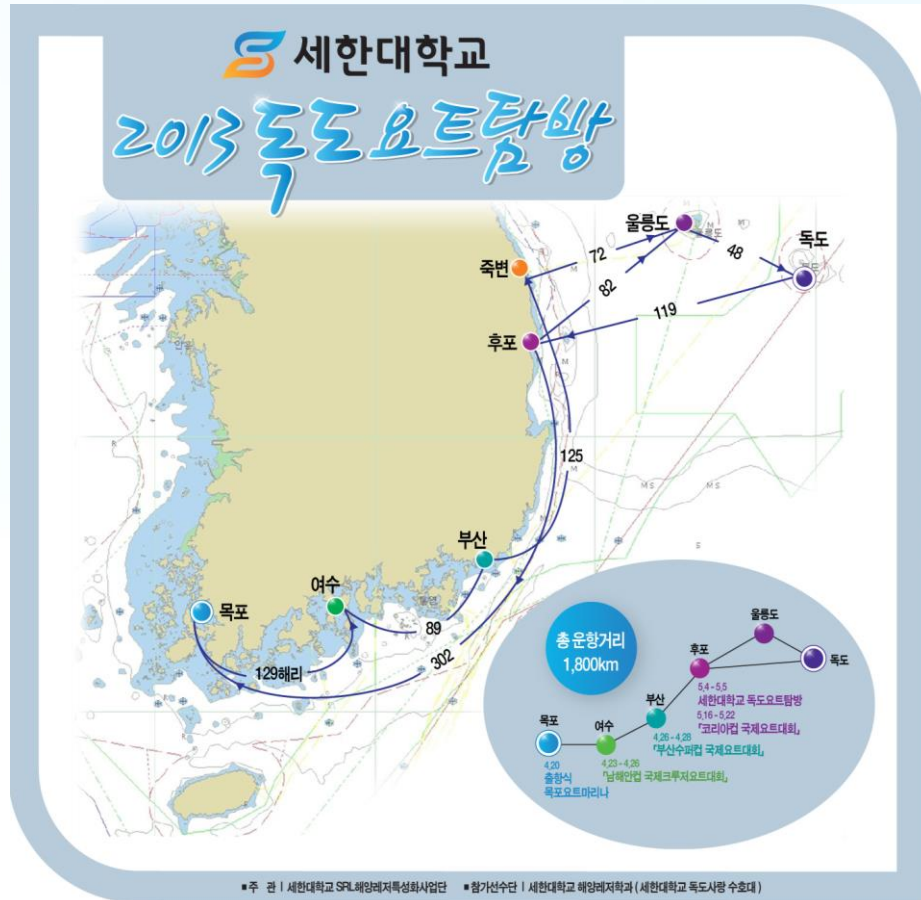 세한대학교
2013 독도요트탐방
울릉도
독도
죽변
72
48
82
119
후포
125
부산
여수
목포
89
302
129해리
총 운항거리
1,800km
울릉도
독도
후포
5.4 - 5.5
세한대학교 독도요트탐방
5.16 - 5.22
「코리아컵 국제요트대회」
부산
4.26 - 4.28
「부산수퍼컵 국제요트대회」
여수
4.23 - 4.26
「남해안컵 국제크루저요트대회」
목포
4.20
출항식
목포요트마리나
■ 주 관 | 세한대학교 SRL해양레저특성화사업단 ■ 참가선수단 | 세한대학교 해양레저학과 ( 세한대학교 독도사랑 수호대 )